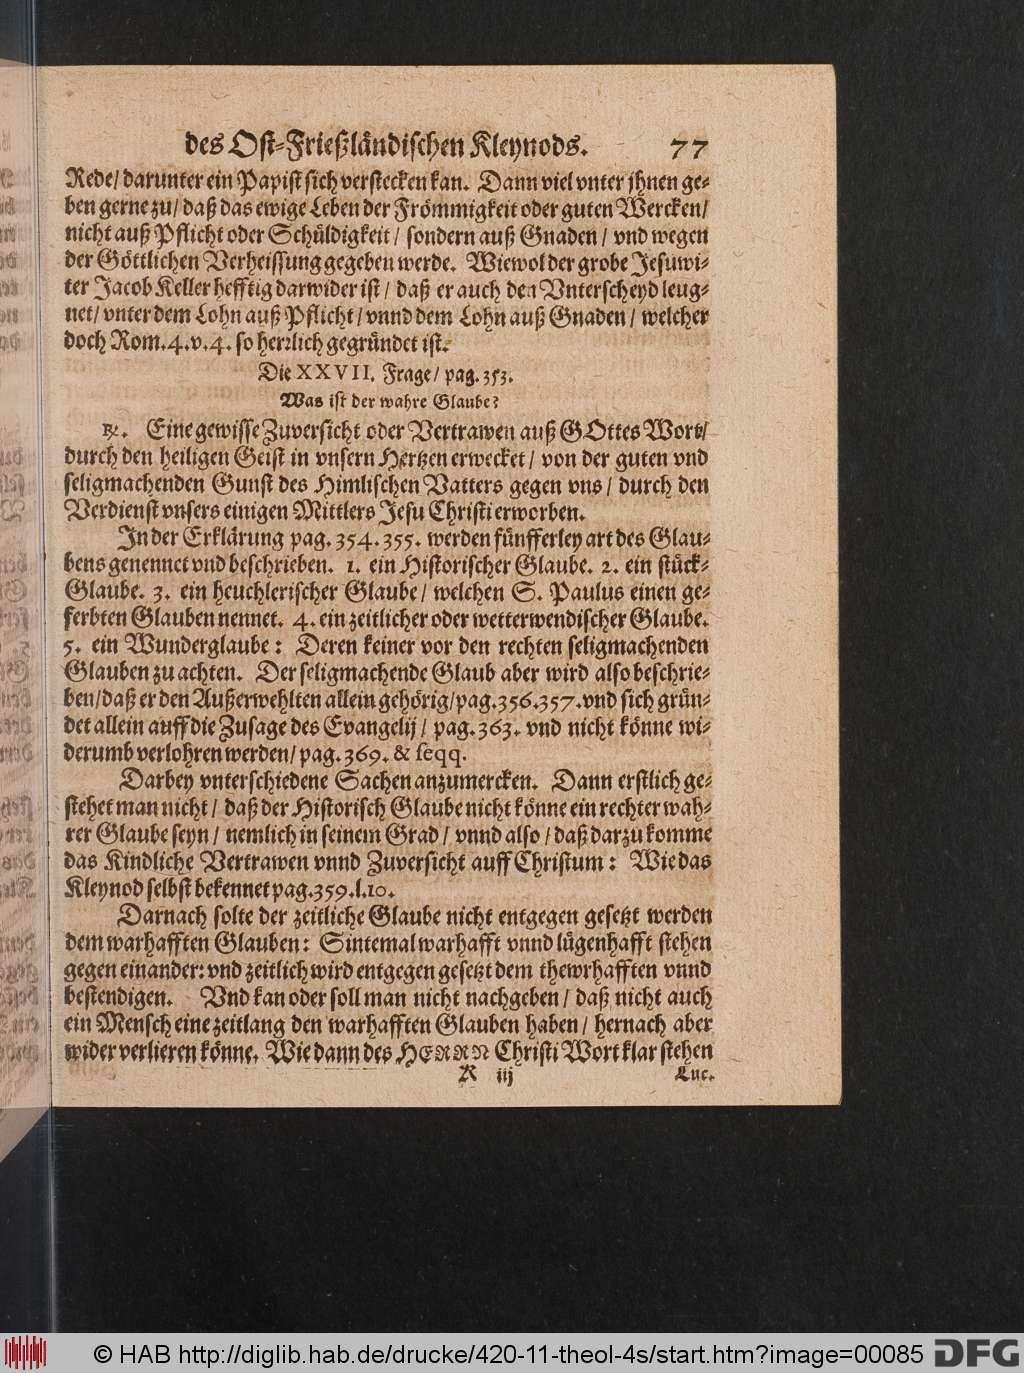 des Ost-Frießländischen Kleynods. 77
Rede/ darunter ein Papist sich verstecken kan. Dann viel vnter jhnen ge-
ben gerne zu/ daß das ewige Leben der Frömmigkeit oder guten Wercken/
nicht auß Pflicht oder Schüldigkeit/ sondern auß Gnaden/ vnd wegen
der Göttlichen Verheissung gegeben werde. Wiewol der grobe Jesuwi-
ter Jacob Keller hefftig darwider ist/ daß er auch den Vnterscheyd leug-
net/ vnter dem Lohn auß Pflicht/ vnnd dem Lohn auß Gnaden/ welcher
doch Rom. 4. v. 4. so herrlich gegründet ist.
Die XXVII. Frage/ pag. 353.
Was ist der wahre Glaube?
℞. Eine gewisse Zuversicht oder Vertrawen auß GOttes Wort/
durch den heiligen Geist in vnsern Hertzen erwecket/ von der guten vnd
seligmachenden Gunst des Himlischen Vatters gegen vns/ durch den
Verdienst vnsers einigen Mittlers Jesu Christi erworben.
In der Erklärung pag. 354. 355. werden fünfferley art des Glau-
bens genennet vnd beschrieben. 1. ein Historischer Glaube. 2. ein stück-
Glaube. 3. ein heuchlerischer Glaube/ welchen S. Paulus einen ge-
ferbten Glauben nennet. 4. ein zeitlicher oder wetterwendischer Glaube.
5. ein Wunderglaube: Deren keiner vor den rechten seligmachenden
Glauben zu achten. Der seligmachende Glaub aber wird also beschrie-
ben/ daß er den Außerwehlten allein gehörig/ pag. 356. 357. vnd sich grün-
det allein auff die Zusage des Evangelij/ pag. 363. vnd nicht könne wi-
derumb verlohren werden/ pag. 369. & seqq.
Darbey vnterschiedene Sachen anzumercken. Dann erstlich ge-
stehet man nicht/ daß der Historisch Glaube nicht könne ein rechter wah-
rer Glaube seyn/ nemlich in seinem Grad/ vnnd also/ daß darzu komme
das Kindliche Vertrawen vnnd Zuversicht auff Christum: Wie das
Kleynod selbst bekennet pag. 359. l. 10.
Darnach solte der zeitliche Glaube nicht entgegen gesetzt werden
dem warhafften Glauben: Sintemal warhafft vnnd lügenhafft stehen
gegen einander: vnd zeitlich wird entgegen gesetzt dem thewrhafften vnnd
bestendigen. Vnd kan oder soll man nicht nachgeben/ daß nicht auch
ein Mensch eine zeitlang den warhafften Glauben haben/ hernach aber
wider verlieren könne. Wie dann des HERRN Christi Wort klar stehen
K iij Luc.
© HAB http://diglib.hab.de/drucke/420-11-theol-4s/start.htm?image=00085 DFG